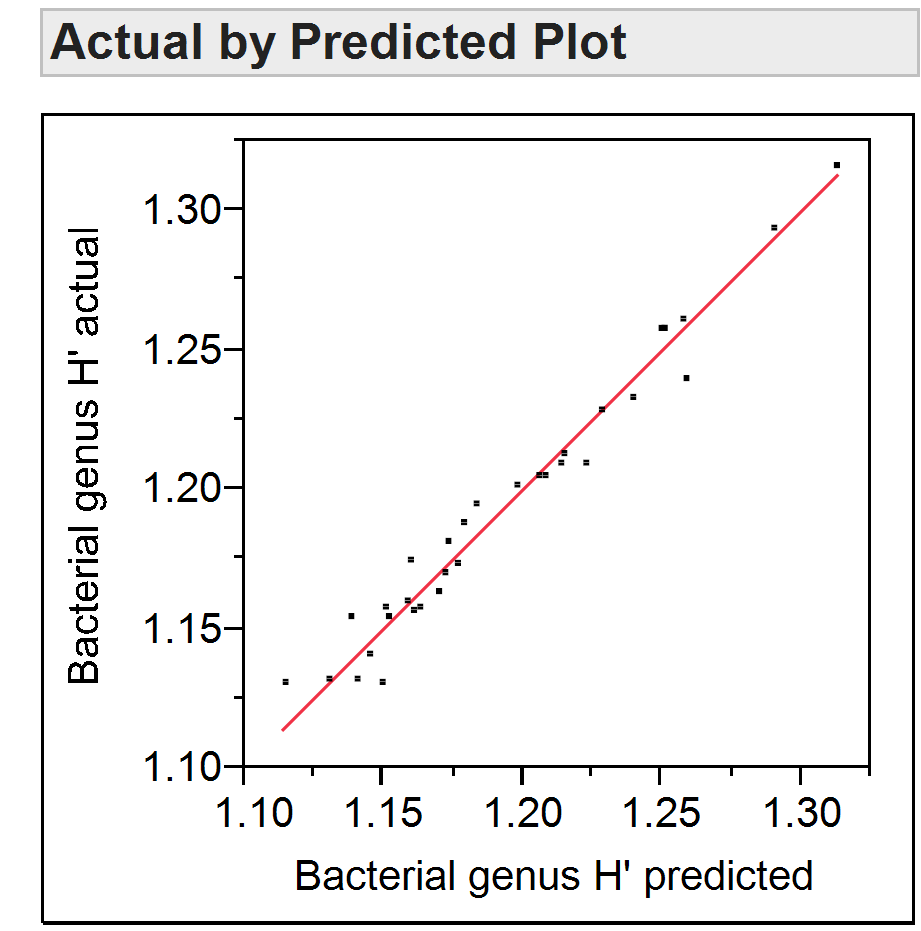 Actual by Predicted Plot
Bacterial genus H' actual
1.30
1.25
1.20
1.15
1.10
1.10 1.15 1.20 1.25 1.30
Bacterial genus H' predicted